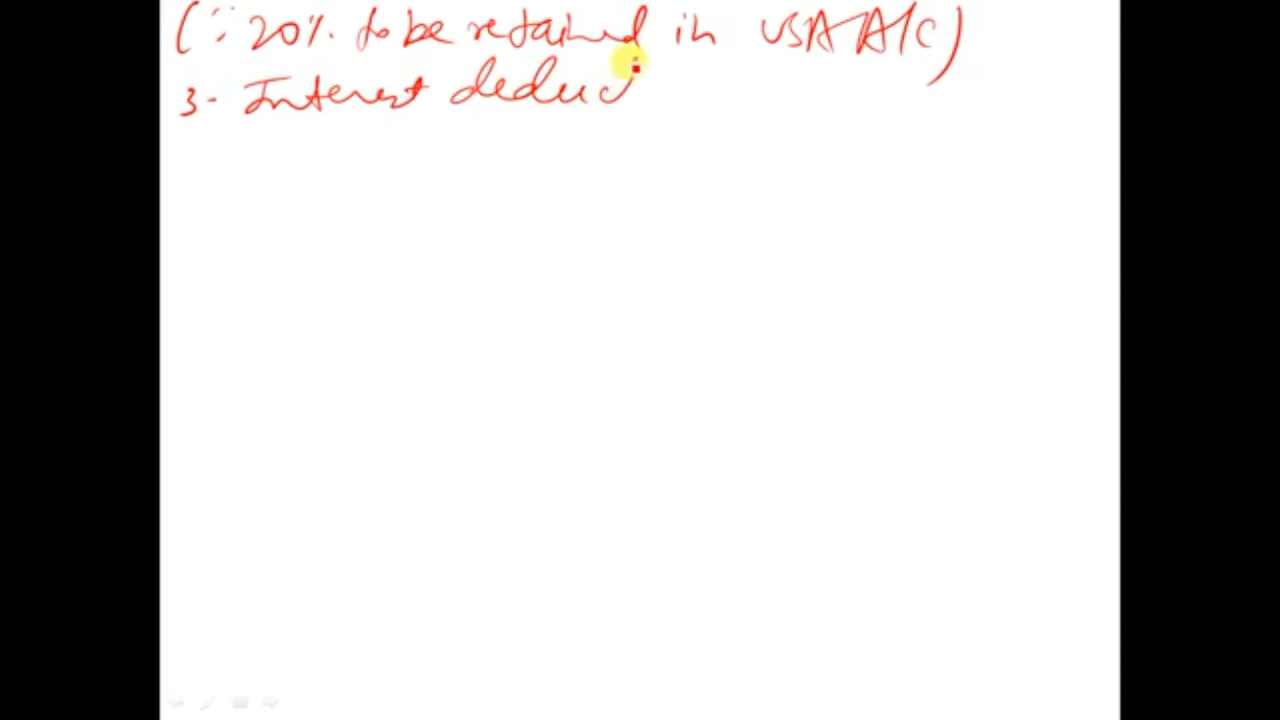 (∵ 20% to be retained in USA A/c)
3. Interest deduc